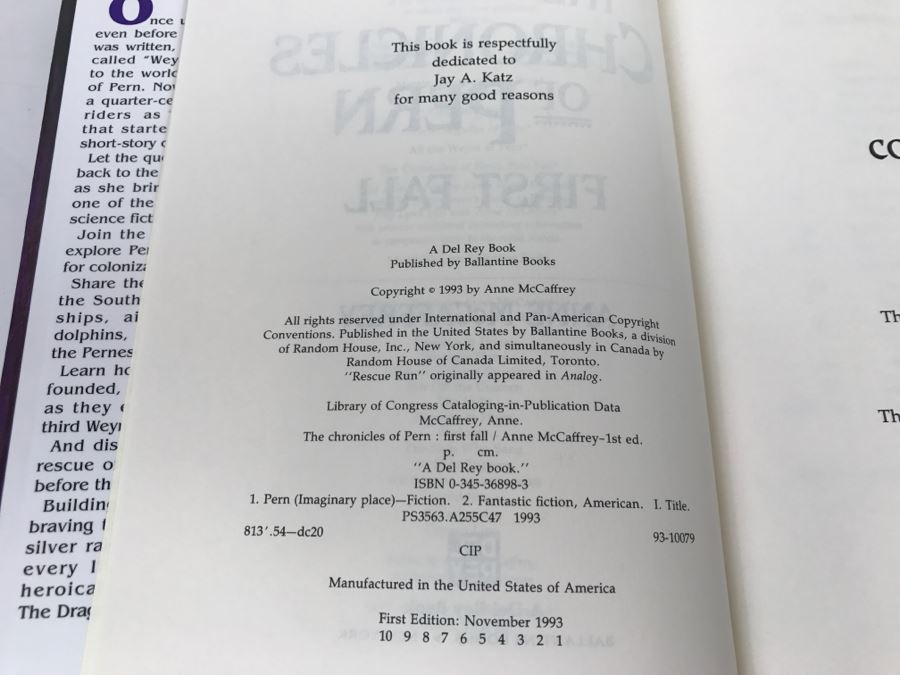 Once
even before
was written,
called "Wey
to the world
of Pern. Nov
a quarter-ce
riders as
that starte
short-story
Let the qu
back to the
as she brin
one of the
science fict
Join the
explore Per
for coloniza
Share the
the South
ships, ai
dolphins,
the Pernes
Learn ho
founded,
as they
third Weyr
And dis
rescue o
before th
Building
braving
silver ra
every l
heroica
The Drag
This book is respectfully
dedicated to
Jay A. Katz
for many good reasons
CHRONICLES
OF
PERN
FIRST FALL
A Del Rey Book
Published by Ballantine Books
Copyright © 1993 by Anne McCaffrey
All rights reserved under International and Pan-American Copyright
Conventions. Published in the United States by Ballantine Books, a division
of Random House, Inc., New York, and simultaneously in Canada by
Random House of Canada Limited, Toronto.
"Rescue Run" originally appeared in Analog.
Library of Congress Cataloging-in-Publication Data
McCaffrey, Anne.
The chronicles of Pern : first fall / Anne McCaffrey—1st ed.
p. cm.
"A Del Rey book."
ISBN 0-345-36898-3
1. Pern (Imaginary place)—Fiction. 2. Fantastic fiction, American. I. Title.
PS3563.A255C47 1993
813'.54—dc20 93-10079
CIP
Manufactured in the United States of America
First Edition: November 1993
10 9 8 7 6 5 4 3 2 1
CO
Th
Th